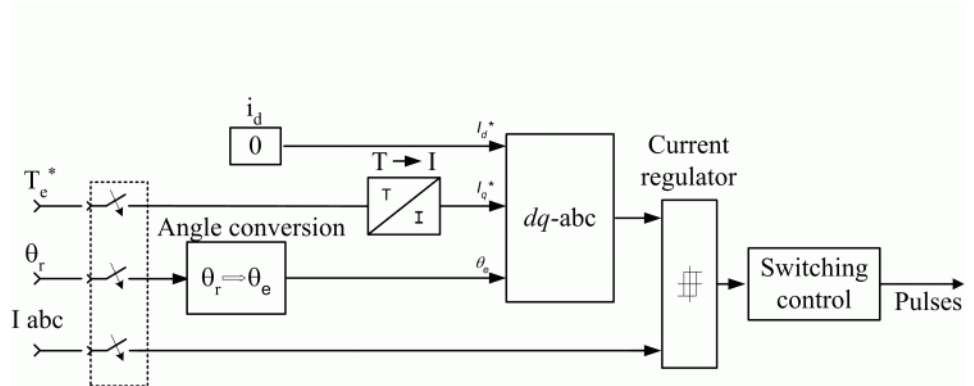 i_d
0
I_d*
T → I
Current
regulator
T_e*
T
I
I_q*
dq-abc
Angle conversion
θ_r
θ_r ⇒ θ_e
θ_e
Switching
control
Pulses
I abc